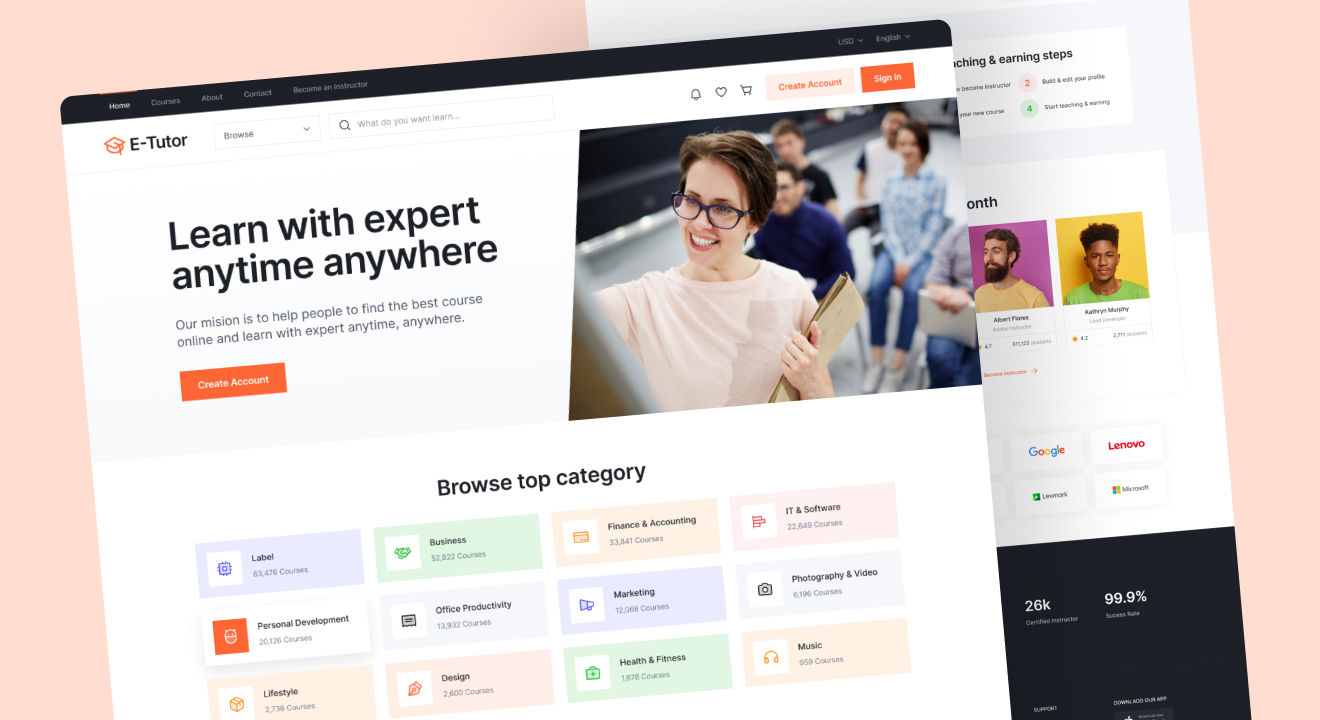 USD
English
Home
Courses
About
Contact
Become an Instructor
E-Tutor
Browse
What do you want learn...
Create Account
Sign In
Learn with expert
anytime anywhere
Our mision is to help people to find the best course
online and learn with expert anytime, anywhere.
Create Account
Browse top category
Label
63,476 Courses
Business
52,822 Courses
Finance & Accounting
33,841 Courses
IT & Software
22,649 Courses
Personal Development
20,126 Courses
Office Productivity
13,932 Courses
Marketing
12,068 Courses
Photography & Video
6,196 Courses
Lifestyle
2,736 Courses
Design
2,600 Courses
Health & Fitness
1,678 Courses
Music
959 Courses
ching & earning steps
o become instructor
2
Build & edit your profile
your new course
4
Start teaching & earning
onth
Albert Flores
Adobe Instructor
4.7
511,123 students
Kathryn Murphy
Lead Developer
4.2
2,711 students
Become Instructor
Google
Lenovo
Lexmark
Microsoft
26k
Certified Instructor
99.9%
Sucess Rate
SUPPORT
DOWNLAOD OUR APP
Download now